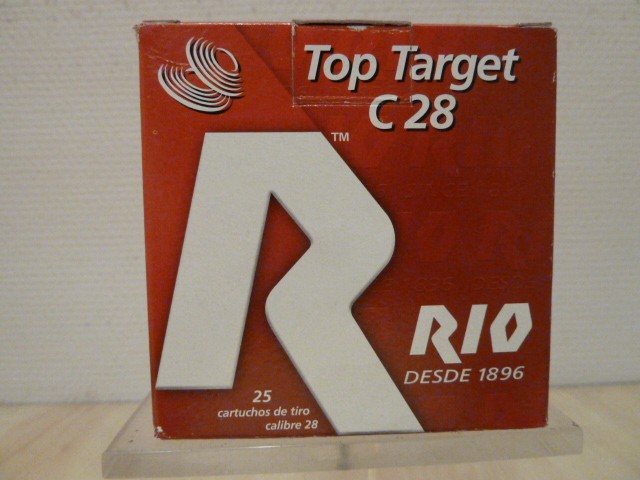 Top Target
C 28
TM
RIO
DESDE 1896
25
cartuchos de tiro
calibre 28